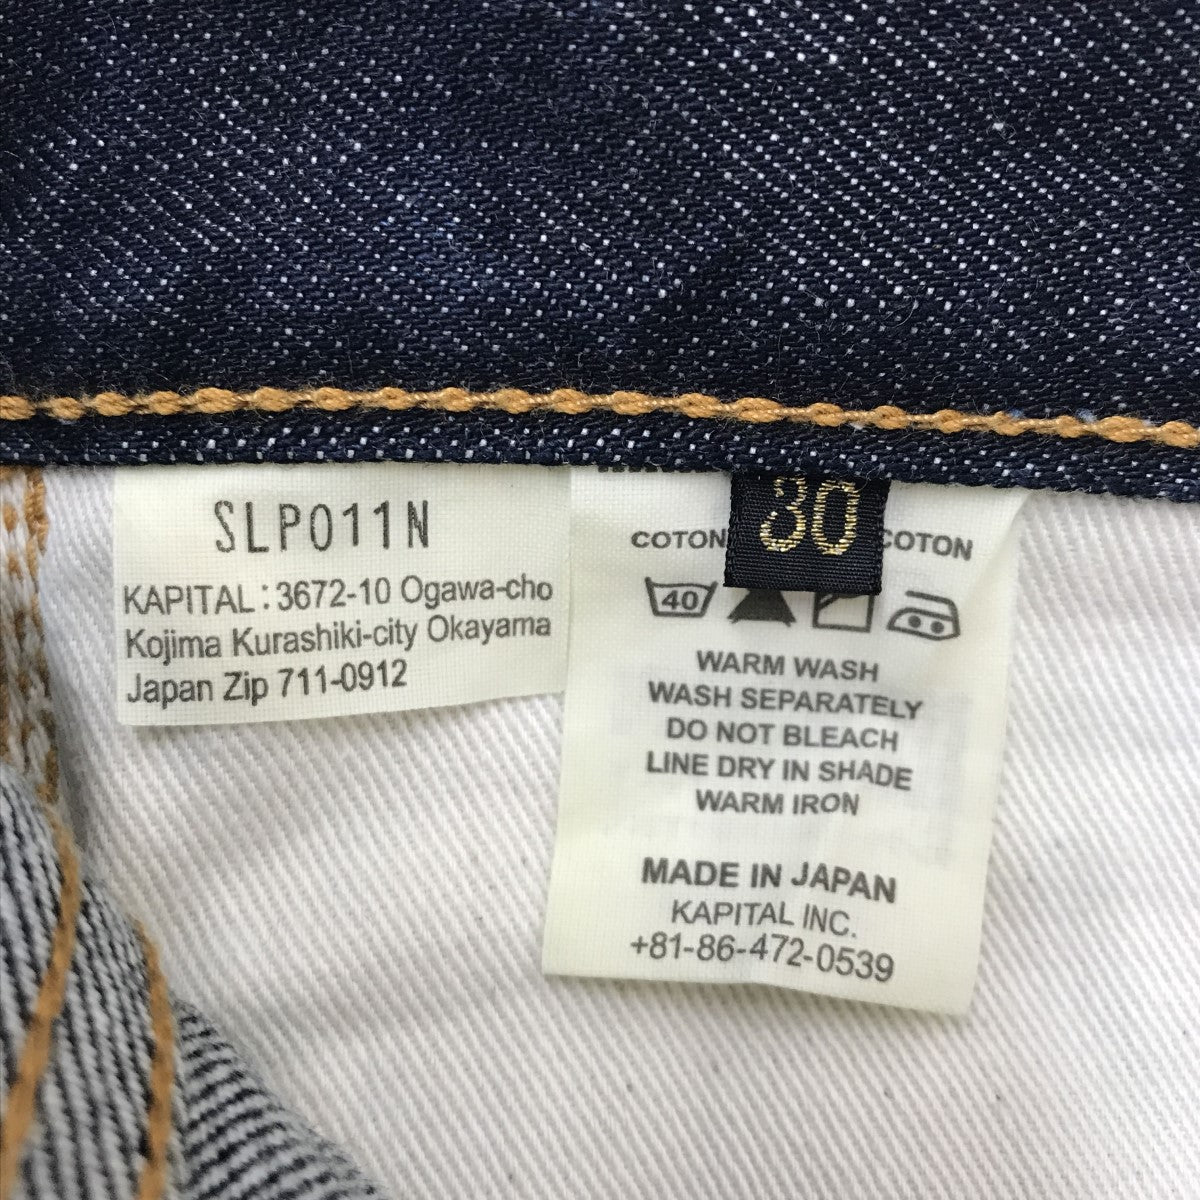 SLP011N
KAPITAL : 3672-10 Ogawa-cho
Kojima Kurashiki-city Okayama
Japan Zip 711-0912
30
COTON COTON
40
WARM WASH
WASH SEPARATELY
DO NOT BLEACH
LINE DRY IN SHADE
WARM IRON
MADE IN JAPAN
KAPITAL INC.
+81-86-472-0539